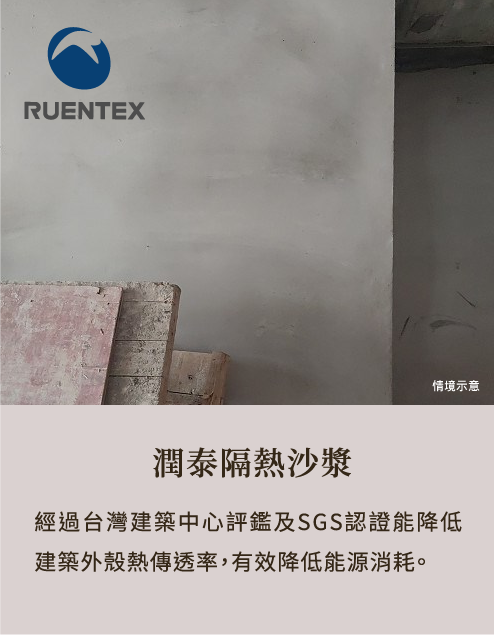 RUENTEX
情境示意
潤泰隔熱沙漿
經過台灣建築中心評鑑及SGS認證能降低
建築外殼熱傳透率，有效降低能源消耗。